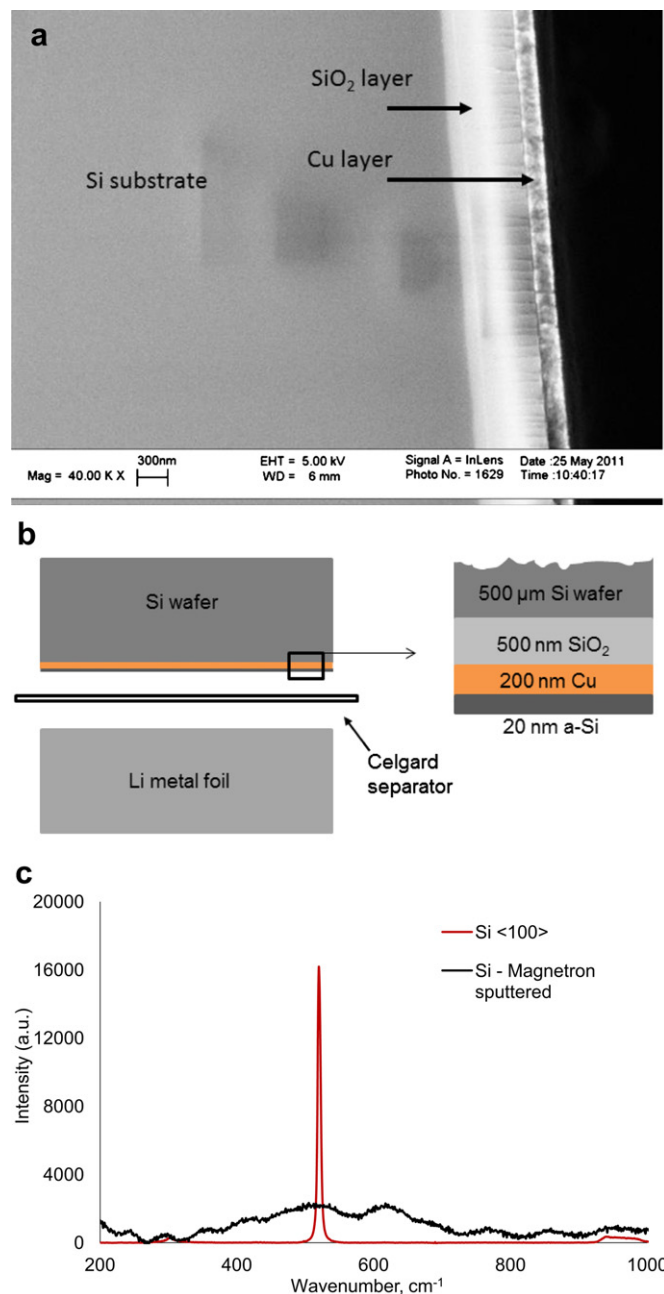 a
SiO₂ layer
Cu layer
Si substrate
Mag = 40.00 K X
300nm
EHT = 5.00 kV
WD = 6 mm
Signal A = InLens
Photo No. = 1629
Date :25 May 2011
Time :10:40:17
b
Si wafer
Li metal foil
Celgard
separator
500 µm Si wafer
500 nm SiO₂
200 nm Cu
20 nm a-Si
c
Intensity (a.u.)
20000
16000
12000
8000
4000
0
200
400
600
800
1000
Wavenumber, cm⁻¹
Si <100>
Si - Magnetron
sputtered